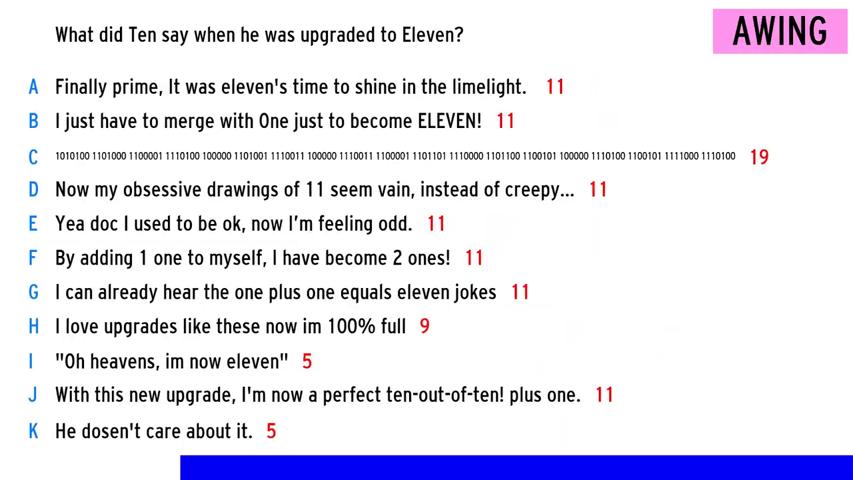 What did Ten say when he was upgraded to Eleven?
AWING
A Finally prime, It was eleven's time to shine in the limelight. 11
B I just have to merge with One just to become ELEVEN! 11
C 1010100 1101000 1100001 1110100 100000 1101001 1110011 100000 1110011 1100001 1101101 1110000 1101100 1100101 100000 1110100 1100101 1111000 1110100 19
D Now my obsessive drawings of 11 seem vain, instead of creepy... 11
E Yea doc I used to be ok, now I'm feeling odd. 11
F By adding 1 one to myself, I have become 2 ones! 11
G I can already hear the one plus one equals eleven jokes 11
H I love upgrades like these now im 100% full 9
I "Oh heavens, im now eleven" 5
J With this new upgrade, I'm now a perfect ten-out-of-ten! plus one. 11
K He dosen't care about it. 5